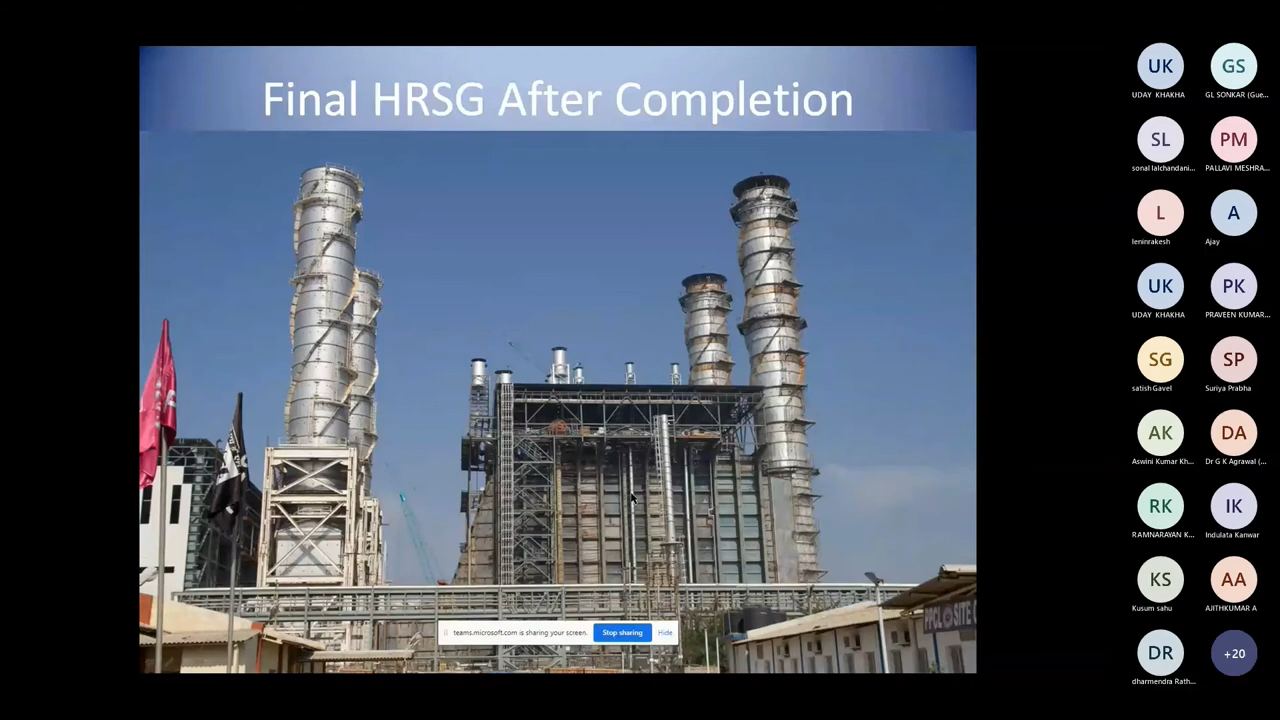 Final HRSG After Completion
teams.microsoft.com is sharing your screen.
Stop sharing
Hide
PPCL
SITE
UK
UDAY KHAKHA
GS
GL SONKAR (Gue...
SL
sonal lalchandani...
PM
PALLAVI MESHRA...
L
leninrakesh
A
Ajay
UK
UDAY KHAKHA
PK
PRAVEEN KUMAR...
SG
satish Gavel
SP
Suriya Prabha
AK
Aswini Kumar Kh...
DA
Dr G K Agrawal (...
RK
RAMNARAYAN K...
IK
Indulata Kanwar
KS
Kusum sahu
AA
AJITHKUMAR A
DR
dharmendra Rath...
+20